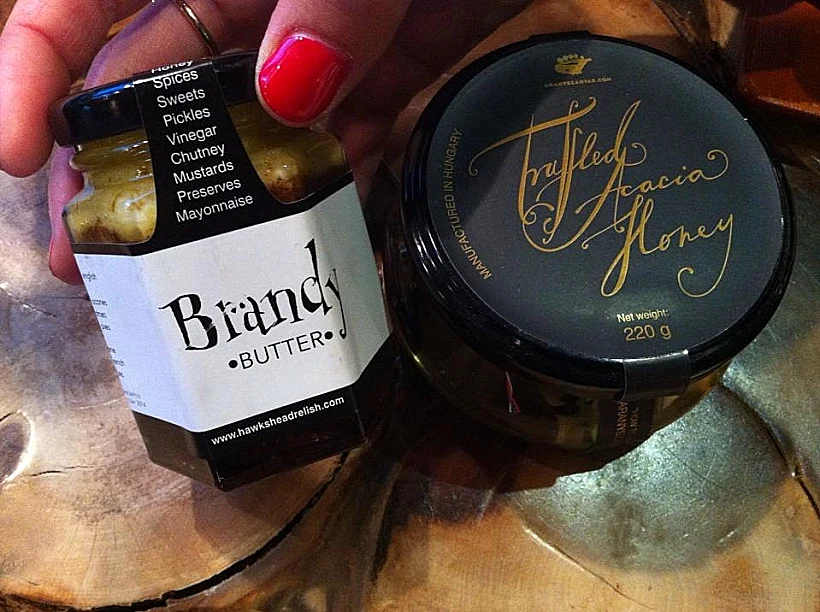 Honey
Spices
Sweets
Pickles
Vinegar
Chutney
Mustards
Preserves
Mayonnaise
Brandy
•BUTTER•
www.hawksheadrelish.com
MANUFACTURED IN HUNGARY
Truffled
Acacia
Honey
Net weight:
220 g